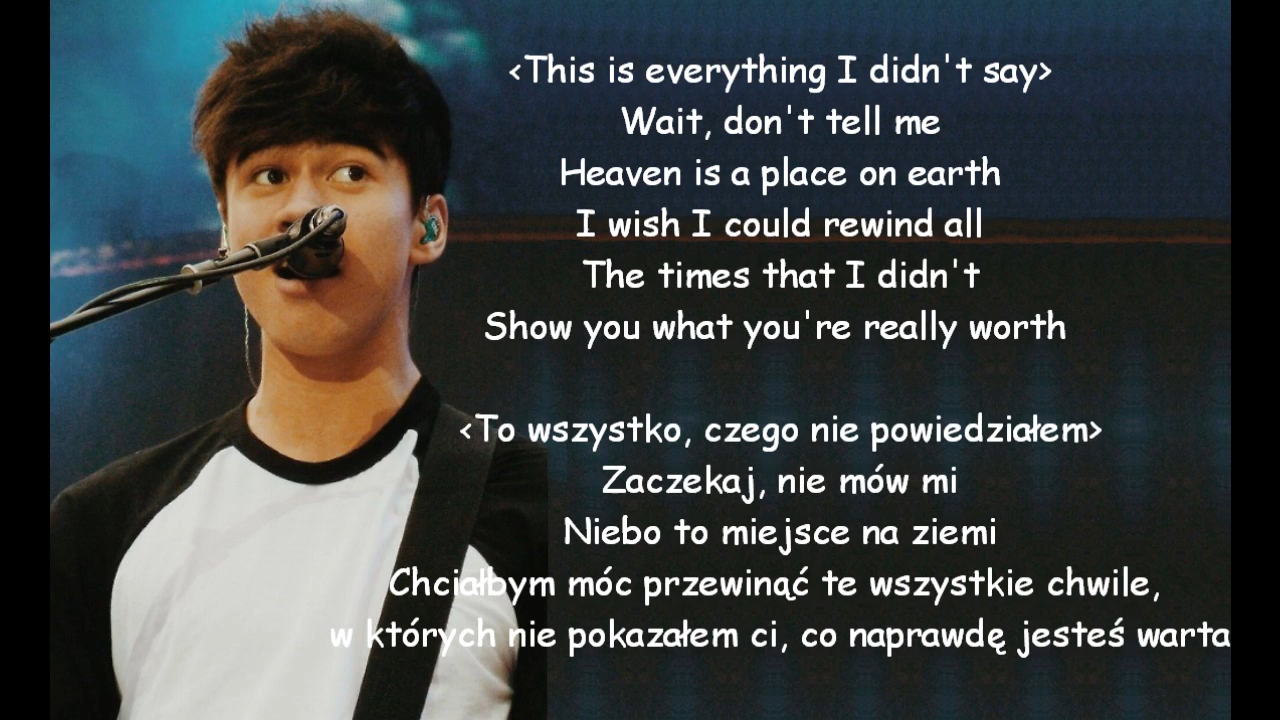 <This is everything I didn't say>
Wait, don't tell me
Heaven is a place on earth
I wish I could rewind all
The times that I didn't
Show you what you're really worth
<To wszystko, czego nie powiedziałem>
Zaczekaj, nie mów mi
Niebo to miejsce na ziemi
Chciałbym móc przewinąć te wszystkie chwile,
w których nie pokazałem ci, co naprawdę jesteś warta